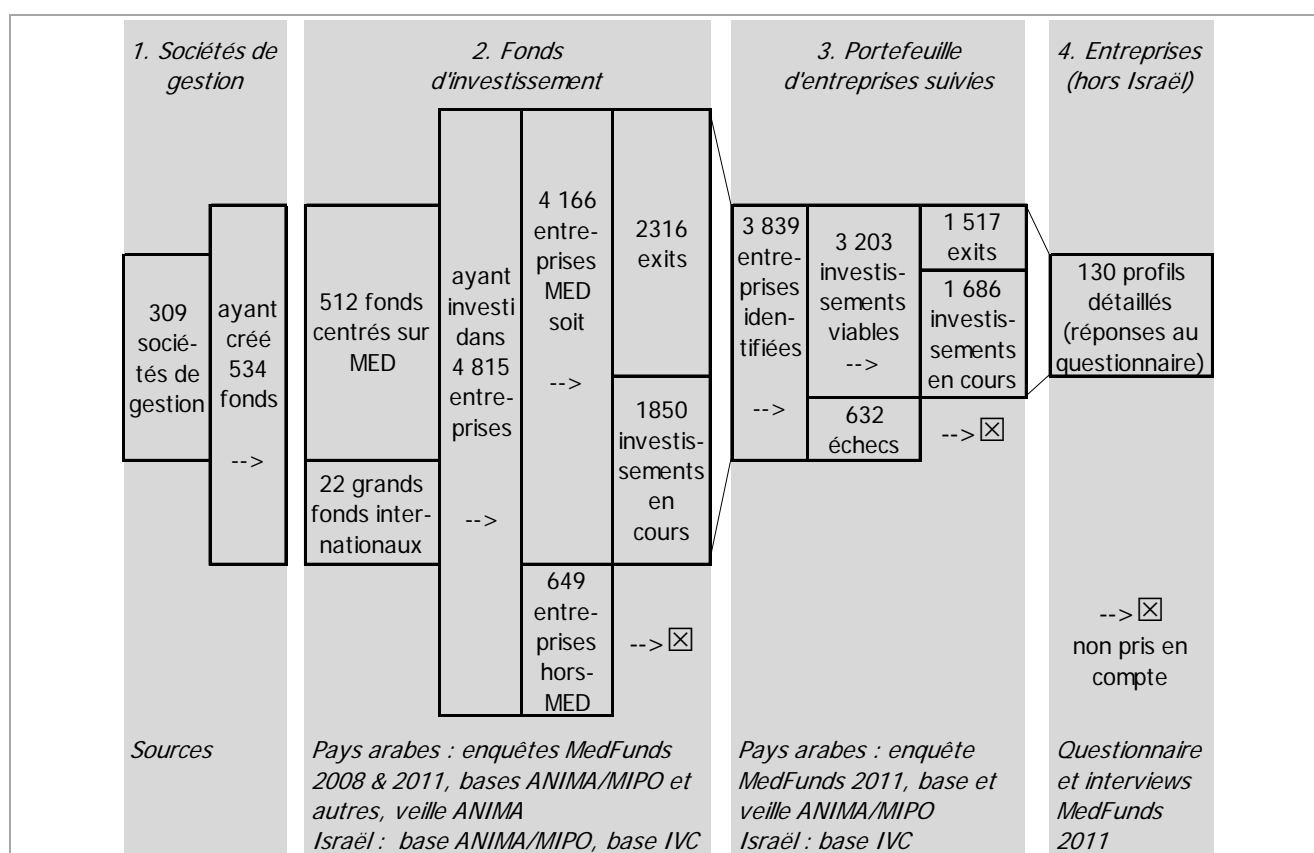 1. Sociétés de
gestion
2. Fonds
d'investissement
3. Portefeuille
d'entreprises suivies
4. Entreprises
(hors Israël)
309
socié-
tés de
gestion
ayant
créé
534
fonds
-->
512 fonds
centrés sur
MED
22 grands
fonds inter-
nationaux
ayant
investi
dans
4 815
entre-
prises
-->
4 166
entre-
prises
MED
soit
-->
649
entre-
prises
hors-
MED
2316
exits
1850
investis-
sements
en
cours
--> ☒
3 839
entre-
prises
iden-
tifiées
-->
3 203
investis-
sements
viables
-->
632
échecs
1 517
exits
1 686
investis-
sements
en cours
--> ☒
130 profils
détaillés
(réponses au
questionnaire)
--> ☒
non pris en
compte
Sources
Pays arabes : enquêtes MedFunds
2008 & 2011, bases ANIMA/MIPO et
autres, veille ANIMA
Israël : base ANIMA/MIPO, base IVC
Pays arabes : enquête
MedFunds 2011, base et
veille ANIMA/MIPO
Israël : base IVC
Questionnaire
et interviews
MedFunds
2011